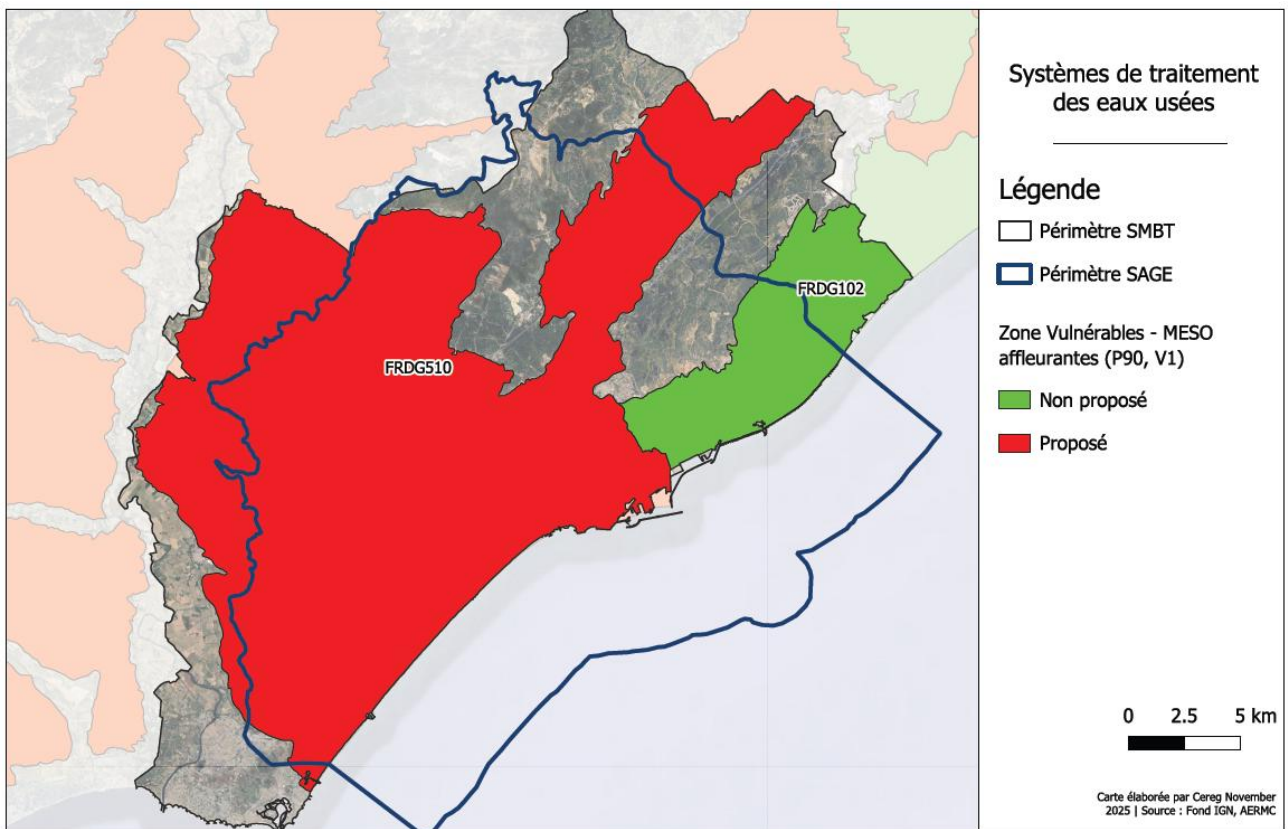 Systèmes de traitement
des eaux usées
Légende
Périmètre SMBT
Périmètre SAGE
Zone Vulnérables - MESO
affleurantes (P90, V1)
Non proposé
Proposé
FRDG102
FRDG510
0 2.5 5 km
Carte élaborée par Cereg November
2025 | Source : Fond IGN, AERMC